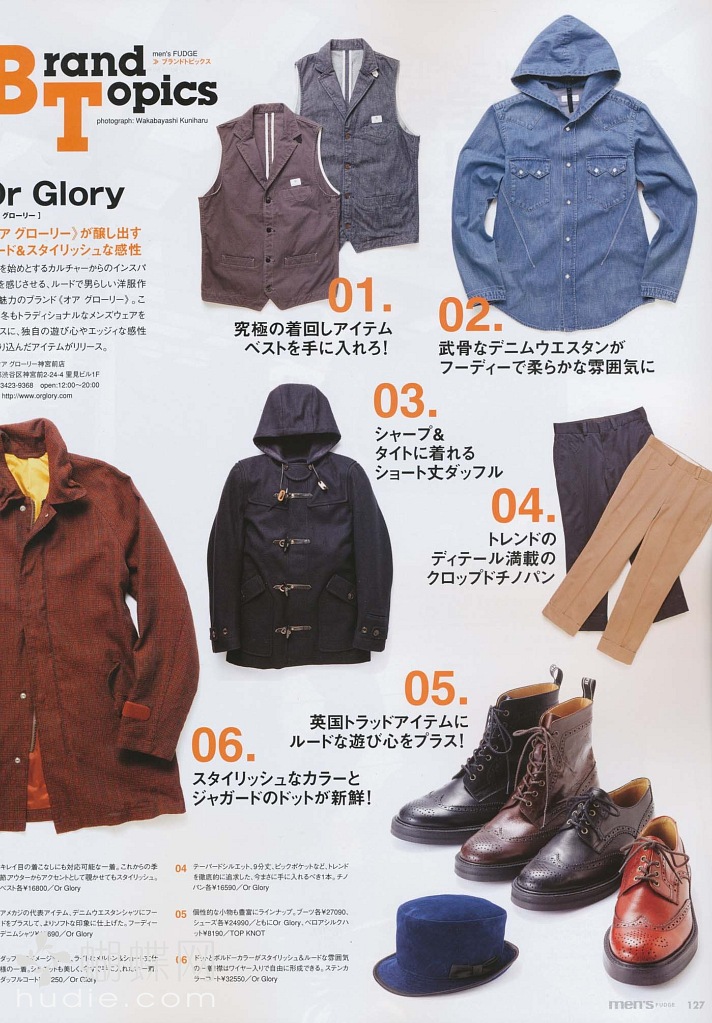 Brand
Topics
men's FUDGE
≫ ブランドトピックス
photograph: Wakabayashi Kuniharu
Or Glory
グローリー ]
ア グローリー》が醸し出す
ード&スタイリッシュな感性
を始めとするカルチャーからのインスパ
を感じさせる、ルードで男らしい洋服作
魅力のブランド《オア グローリー》。こ
冬もトラディショナルなメンズウェアを
スに、独自の遊び心やエッジィな感性
り込んだアイテムがリリース。
ア グローリー神宮前店
渋谷区神宮前2-24-4 里見ビル1F
3423-9368 open:12:00〜20:00
http://www.orglory.com
01.
究極の着回しアイテム
ベストを手に入れろ!
02.
武骨なデニムウエスタンが
フーディーで柔らかな雰囲気に
03.
シャープ&
タイトに着れる
ショート丈ダッフル
04.
トレンドの
ディテール満載の
クロップドチノパン
05.
英国トラッドアイテムに
ルードな遊び心をプラス!
06.
スタイリッシュなカラーと
ジャガードのドットが新鮮!
キレイ目の着こなしにも対応可能な一着。これからの季
節アウターからアクセントとして覗かせてもスタイリッシュ。
ベスト各¥16800/Or Glory
アメカジの代表アイテム、デニムウエスタンシャツにフー
ドをプラスして、よりソフトな印象に仕上げた。フーディー
デニムシャツ 690/Or Glory
様の一着。
ダッフルコート 250/Or Glory
04 テーパードシルエット、9分丈、ピックポケットなど、トレンド
を徹底的に追求した、今まさに手に入れるべき1本。チノ
パン各¥16590/Or Glory
05 個性的な小物も豊富にラインナップ。ブーツ各¥27090、
シューズ各¥24990/ともにOr Glory、ベロアシルクハ
ット¥8190/TOP KNOT
06 ドットとボルドーカラーがスタイリッシュ&ルードな雰囲気
の一着。襟はワイヤー入りで自由に形成できる。ステンカ
ラーコート¥32550/Or Glory
蝴蝶网
hudie.com
men's FUDGE 127